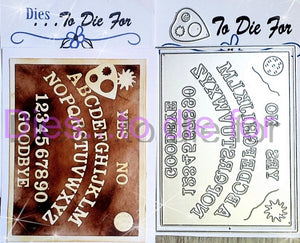 Dies ...To Die For
YES NO
ABCDEFGHIJKLM
NOPQRSTUVWXYZ
1234567890
GOODBYE
...To Die For
Dies... to die for